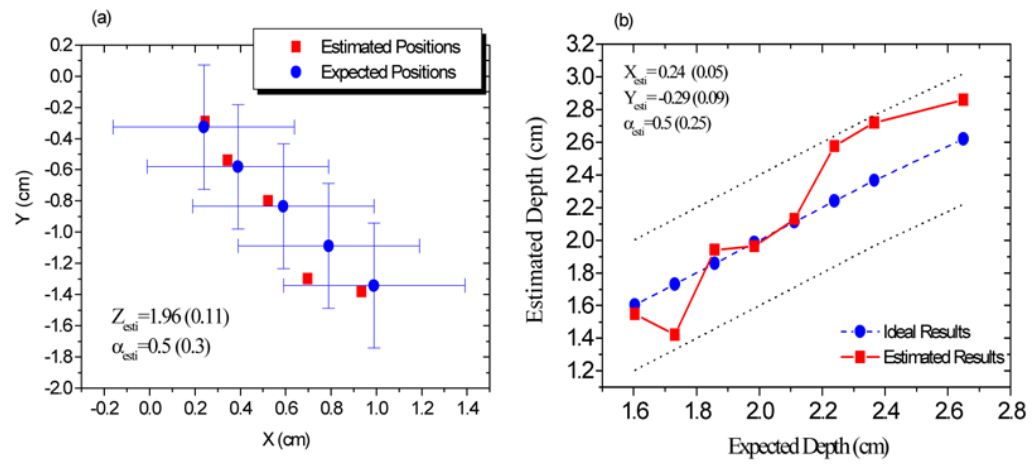 (a)
Estimated Positions
Expected Positions
0.2
0.0
-0.2
-0.4
-0.6
-0.8
-1.0
-1.2
-1.4
-1.6
-1.8
-2.0
Y (cm)
Zesti=1.96 (0.11)
αesti=0.5 (0.3)
-0.2 0.0 0.2 0.4 0.6 0.8 1.0 1.2 1.4
X (cm)
(b)
3.2
3.0
2.8
2.6
2.4
2.2
2.0
1.8
1.6
1.4
1.2
Estimated Depth (cm)
Xesti=0.24 (0.05)
Yesti=-0.29 (0.09)
αesti=0.5 (0.25)
Ideal Results
Estimated Results
1.6 1.8 2.0 2.2 2.4 2.6 2.8
Expected Depth (cm)